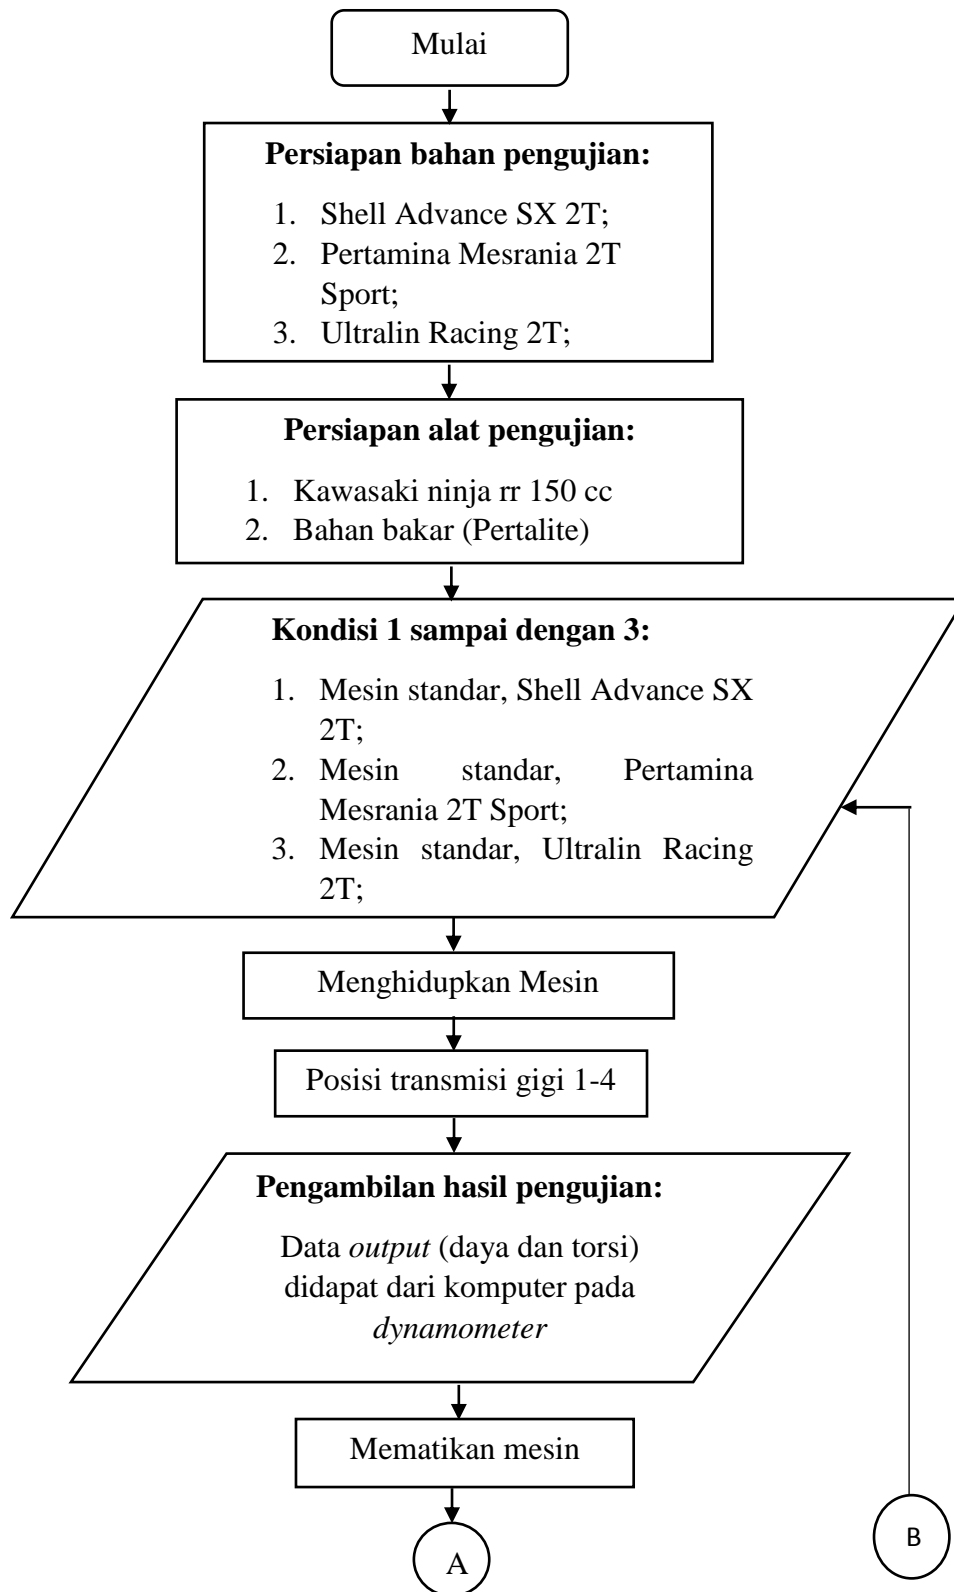 Mulai
Persiapan bahan pengujian:
1. Shell Advance SX 2T;
2. Pertamina Mesrania 2T
Sport;
3. Ultralin Racing 2T;
Persiapan alat pengujian:
1. Kawasaki ninja rr 150 cc
2. Bahan bakar (Pertalite)
Kondisi 1 sampai dengan 3:
1. Mesin standar, Shell Advance SX
2T;
2. Mesin standar, Pertamina
Mesrania 2T Sport;
3. Mesin standar, Ultralin Racing
2T;
Menghidupkan Mesin
Posisi transmisi gigi 1-4
Pengambilan hasil pengujian:
Data output (daya dan torsi)
didapat dari komputer pada
dynamometer
Mematikan mesin
A
B